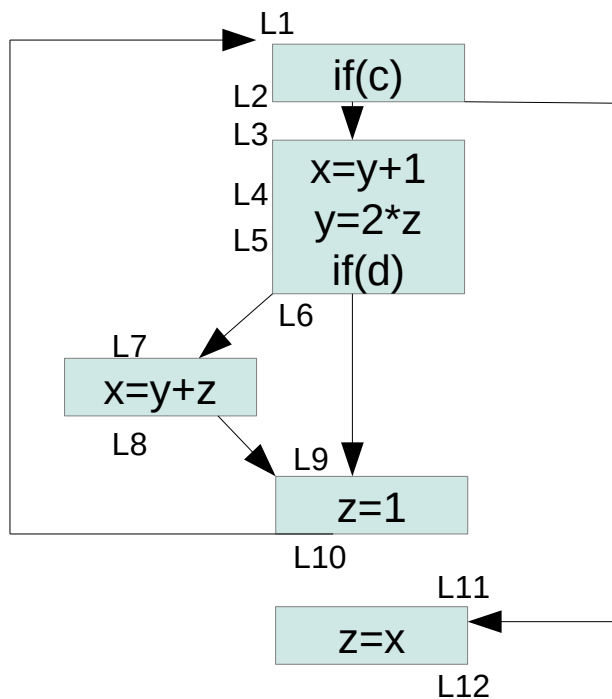 L1
if(c)
L2
L3
x=y+1
L4
y=2*z
L5
if(d)
L6
L7
x=y+z
L8
L9
z=1
L10
L11
z=x
L12